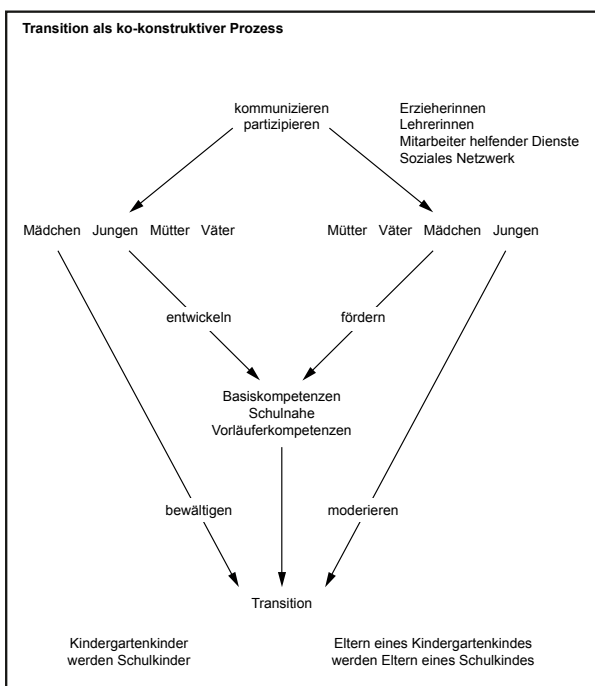 Transition als ko-konstruktiver Prozess
kommunizieren
partizipieren
Erzieherinnen
Lehrerinnen
Mitarbeiter helfender Dienste
Soziales Netzwerk
Mädchen Jungen Mütter Väter
Mütter Väter Mädchen Jungen
entwickeln
fördern
Basiskompetenzen
Schulnahe
Vorläuferkompetenzen
bewältigen
moderieren
Transition
Kindergartenkinder
werden Schulkinder
Eltern eines Kindergartenkindes
werden Eltern eines Schulkindes